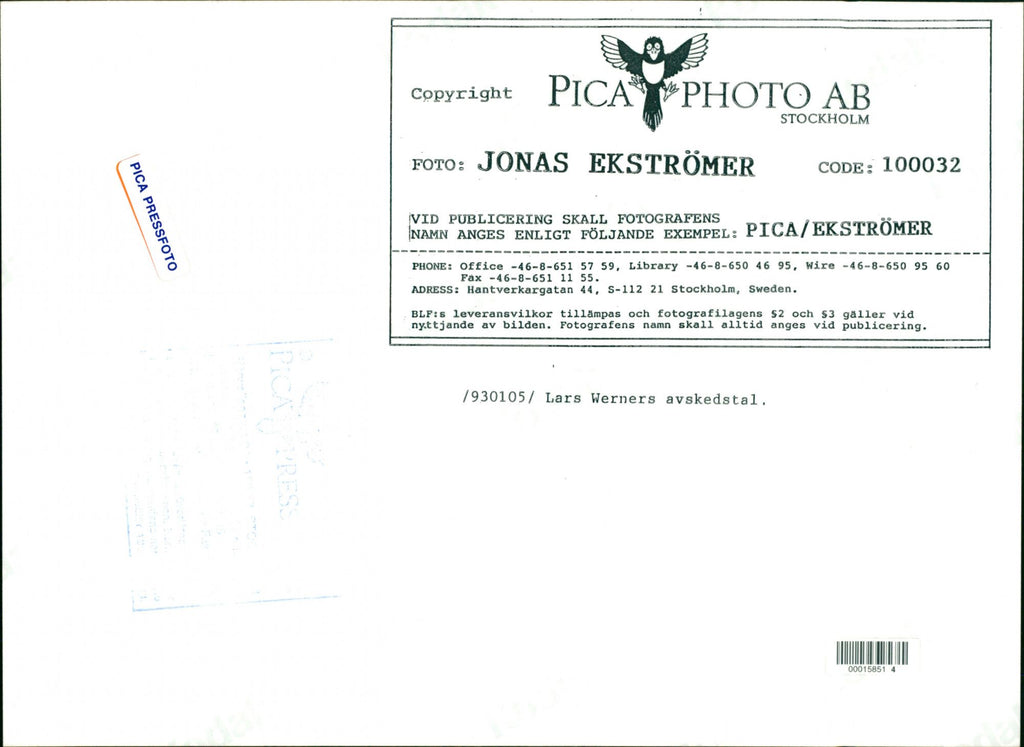 Copyright PICA PHOTO AB
STOCKHOLM
FOTO: JONAS EKSTRÖMER CODE: 100032
VID PUBLICERING SKALL FOTOGRAFENS
NAMN ANGES ENLIGT FÖLJANDE EXEMPEL: PICA/EKSTRÖMER
PHONE: Office -46-8-651 57 59, Library -46-8-650 46 95, Wire -46-8-650 95 60
Fax -46-8-651 11 55.
ADRESS: Hantverkargatan 44, S-112 21 Stockholm, Sweden.
BLF:s leveransvilkor tillämpas och fotografilagens §2 och §3 gäller vid
nyttjande av bilden. Fotografens namn skall alltid anges vid publicering.
PICA PRESSFOTO
/930105/ Lars Werners avskedstal.
PICA PRESS
00015851 4